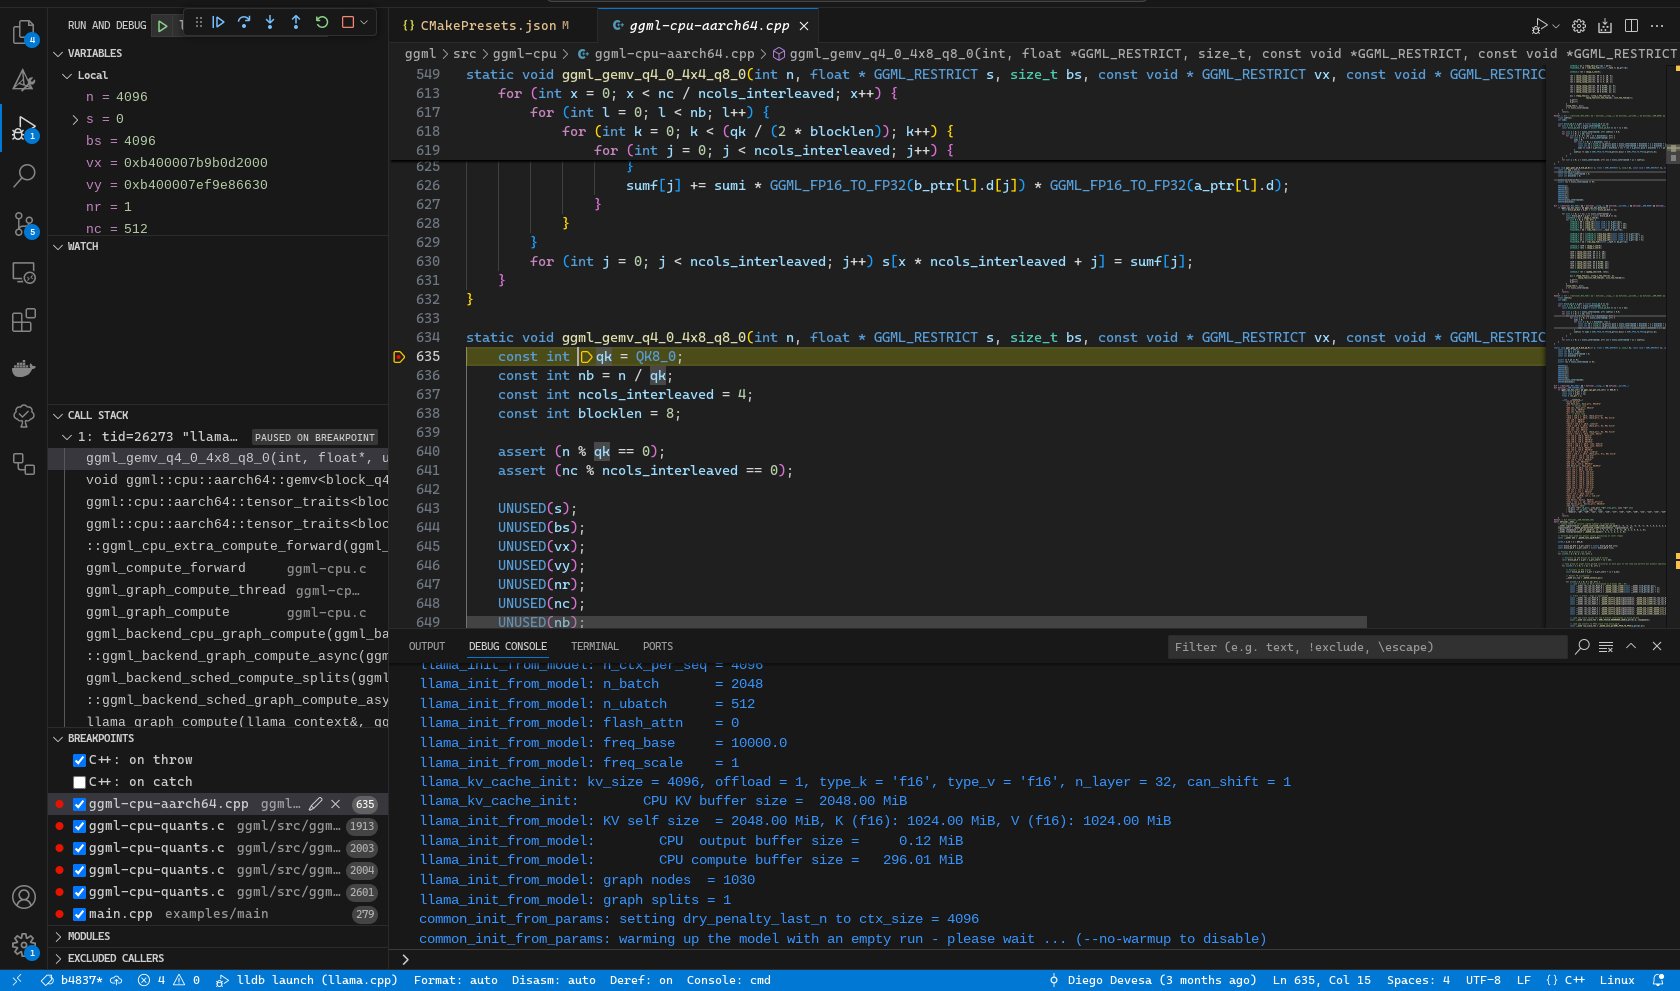 RUN AND DEBUG
CMakePresets.json M
ggml-cpu-aarch64.cpp
ggml > src > ggml-cpu > ggml-cpu-aarch64.cpp > ggml_gemv_q4_0_4x8_q8_0(int, float *GGML_RESTRICT, size_t, const void *GGML_RESTRICT, const void *GGML_RESTRICT
VARIABLES
Local
n = 4096
s = 0
bs = 4096
vx = 0xb400007b9b0d2000
vy = 0xb400007ef9e86630
nr = 1
nc = 512
WATCH
CALL STACK
1: tid=26273 "llama… PAUSED ON BREAKPOINT
ggml_gemv_q4_0_4x8_q8_0(int, float*, u
void ggml::cpu::aarch64::gemv<block_q4
ggml::cpu::aarch64::tensor_traits<bloc
ggml::cpu::aarch64::tensor_traits<bloc
::ggml_cpu_extra_compute_forward(ggml_
ggml_compute_forward ggml-cpu.c
ggml_graph_compute_thread ggml-cp…
ggml_graph_compute ggml-cpu.c
ggml_backend_cpu_graph_compute(ggml_ba
::ggml_backend_graph_compute_async(ggm
ggml_backend_sched_compute_splits(ggml
::ggml_backend_sched_graph_compute_asy
llama_graph_compute(llama_context&, gg
BREAKPOINTS
C++: on throw
C++: on catch
ggml-cpu-aarch64.cpp ggml… 635
ggml-cpu-quants.c ggml/src/ggm… 1913
ggml-cpu-quants.c ggml/src/ggm… 2003
ggml-cpu-quants.c ggml/src/ggm… 2004
ggml-cpu-quants.c ggml/src/ggm… 2601
main.cpp examples/main 279
MODULES
EXCLUDED CALLERS
549 static void ggml_gemv_q4_0_4x4_q8_0(int n, float * GGML_RESTRICT s, size_t bs, const void * GGML_RESTRICT vx, const void * GGML_RESTRIC
613 for (int x = 0; x < nc / ncols_interleaved; x++) {
617 for (int l = 0; l < nb; l++) {
618 for (int k = 0; k < (qk / (2 * blocklen)); k++) {
619 for (int j = 0; j < ncols_interleaved; j++) {
625 }
626 sumf[j] += sumi * GGML_FP16_TO_FP32(b_ptr[l].d[j]) * GGML_FP16_TO_FP32(a_ptr[l].d);
627 }
628 }
629 }
630 for (int j = 0; j < ncols_interleaved; j++) s[x * ncols_interleaved + j] = sumf[j];
631 }
632 }
633
634 static void ggml_gemv_q4_0_4x8_q8_0(int n, float * GGML_RESTRICT s, size_t bs, const void * GGML_RESTRICT vx, const void * GGML_RESTRIC
635 const int qk = QK8_0;
636 const int nb = n / qk;
637 const int ncols_interleaved = 4;
638 const int blocklen = 8;
639
640 assert (n % qk == 0);
641 assert (nc % ncols_interleaved == 0);
642
643 UNUSED(s);
644 UNUSED(bs);
645 UNUSED(vx);
646 UNUSED(vy);
647 UNUSED(nr);
648 UNUSED(nc);
649 UNUSED(nb);
OUTPUT DEBUG CONSOLE TERMINAL PORTS Filter (e.g. text, !exclude, \escape)
llama_init_from_model: n_ctx_per_seq = 4096
llama_init_from_model: n_batch = 2048
llama_init_from_model: n_ubatch = 512
llama_init_from_model: flash_attn = 0
llama_init_from_model: freq_base = 10000.0
llama_init_from_model: freq_scale = 1
llama_kv_cache_init: kv_size = 4096, offload = 1, type_k = 'f16', type_v = 'f16', n_layer = 32, can_shift = 1
llama_kv_cache_init: CPU KV buffer size = 2048.00 MiB
llama_init_from_model: KV self size = 2048.00 MiB, K (f16): 1024.00 MiB, V (f16): 1024.00 MiB
llama_init_from_model: CPU output buffer size = 0.12 MiB
llama_init_from_model: CPU compute buffer size = 296.01 MiB
llama_init_from_model: graph nodes = 1030
llama_init_from_model: graph splits = 1
common_init_from_params: setting dry_penalty_last_n to ctx_size = 4096
common_init_from_params: warming up the model with an empty run - please wait ... (--no-warmup to disable)
4
1
5
1
b4837* 4 0 lldb launch (llama.cpp) Format: auto Disasm: auto Deref: on Console: cmd Diego Devesa (3 months ago) Ln 635, Col 15 Spaces: 4 UTF-8 LF {} C++ Linux